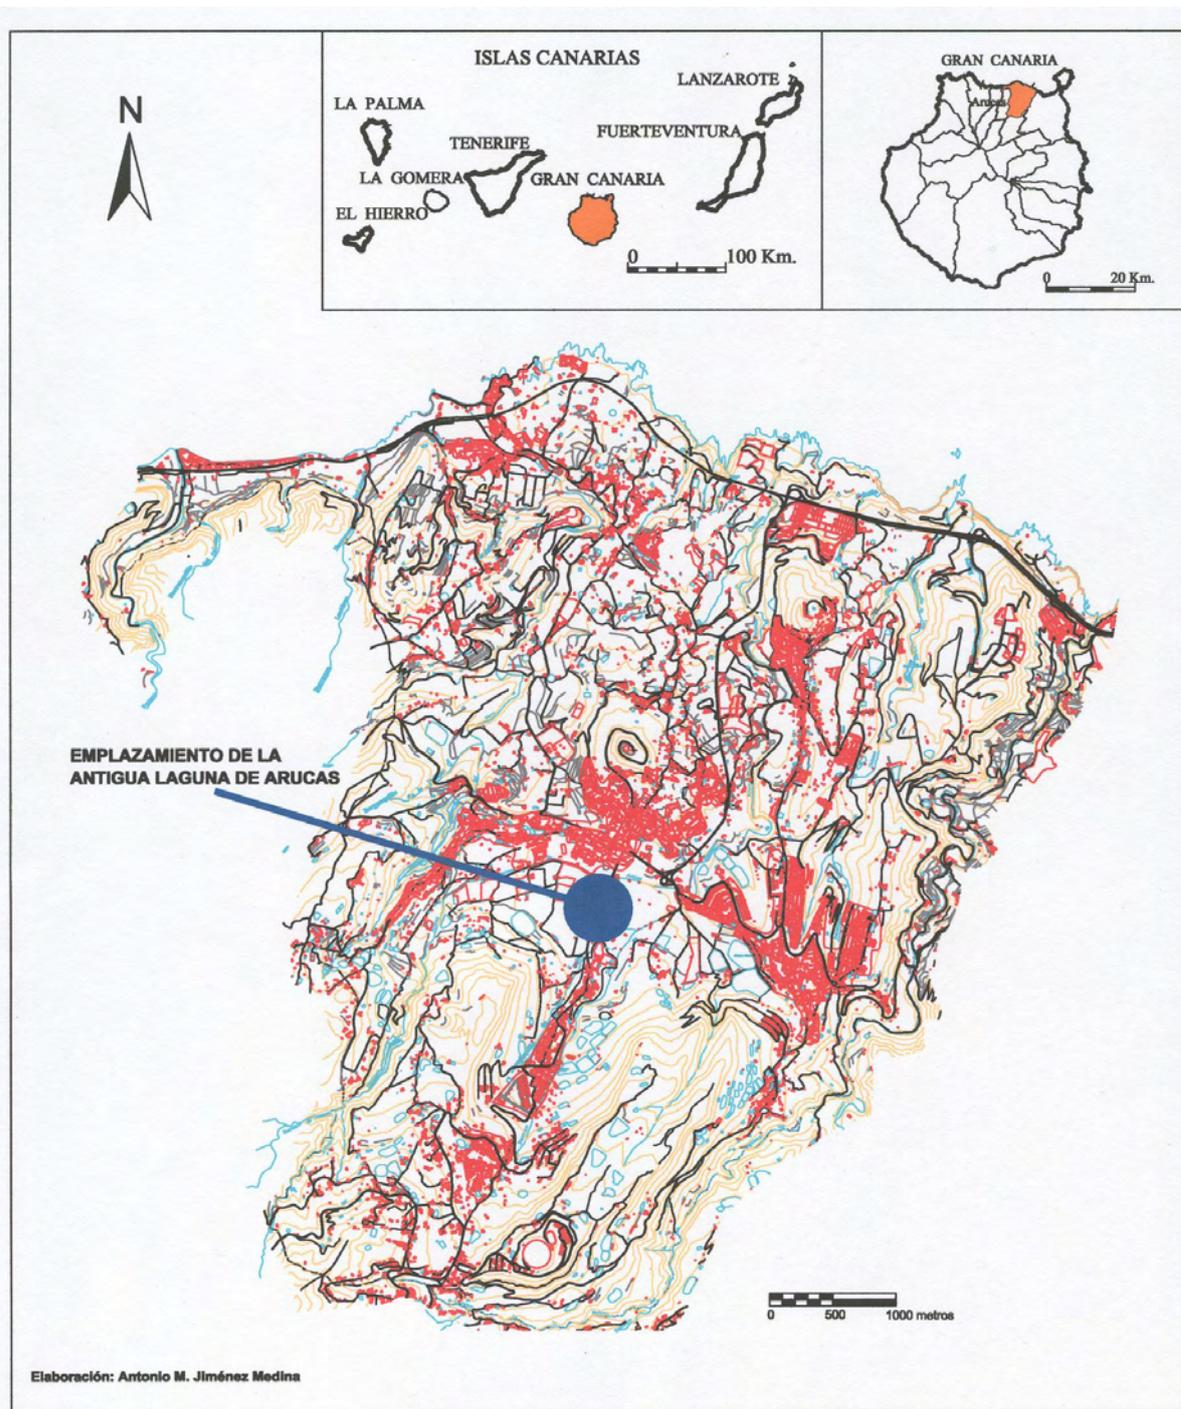 N
ISLAS CANARIAS
LA PALMA
TENERIFE
LA GOMERA
EL HIERRO
GRAN CANARIA
LANZAROTE
FUERTEVENTURA
0 100 Km.
GRAN CANARIA
Arucas
0 20 Km.
EMPLAZAMIENTO DE LA
ANTIGUA LAGUNA DE ARUCAS
0 500 1000 metros
Elaboración: Antonio M. Jiménez Medina